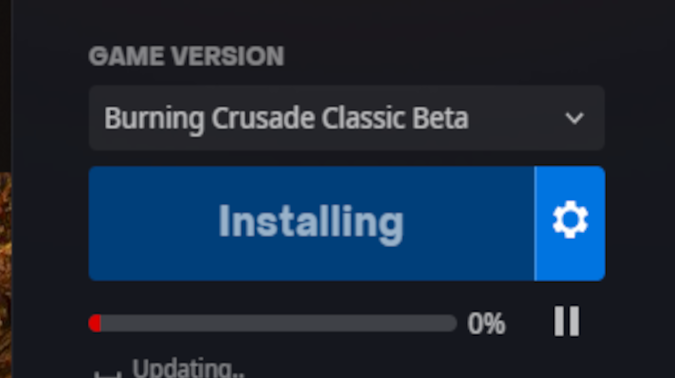 GAME VERSION
Burning Crusade Classic Beta
Installing
0%
Updating..